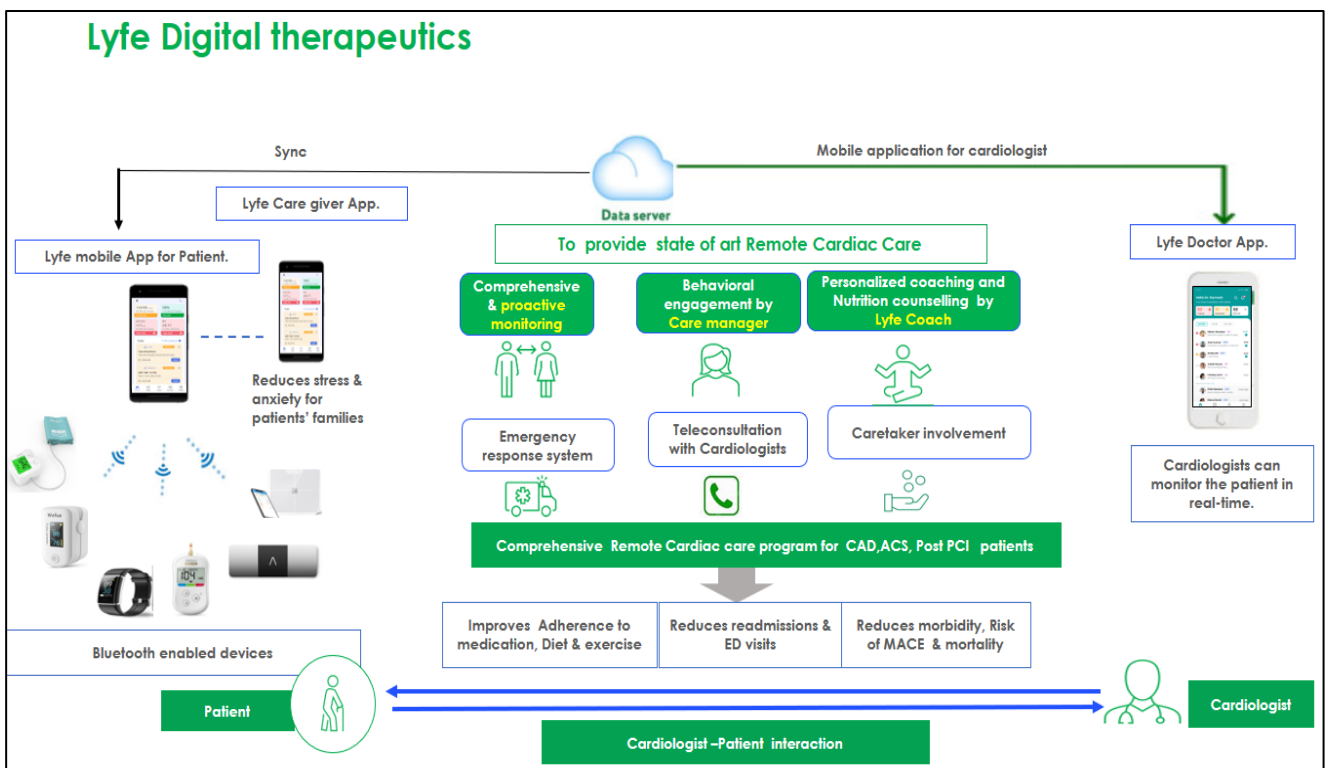 Lyfe Digital therapeutics
Sync
Mobile application for cardiologist
Data server
Lyfe Care giver App.
Lyfe mobile App for Patient.
To provide  state of art Remote Cardiac Care
Lyfe Doctor App.
Comprehensive
& proactive
monitoring
Behavioral
engagement by
Care manager
Personalized coaching and
Nutrition counselling  by
Lyfe Coach
Reduces stress &
anxiety for
patients' families
Emergency
response system
Teleconsultation
with Cardiologists
Caretaker involvement
Cardiologists can
monitor the patient in
real-time.
Comprehensive  Remote Cardiac care program for CAD,ACS, Post PCI  patients
Improves  Adherence to
medication, Diet & exercise
Reduces readmissions &
ED visits
Reduces morbidity, Risk
of MACE  & mortality
Bluetooth enabled devices
Patient
Cardiologist
Cardiologist –Patient  interaction